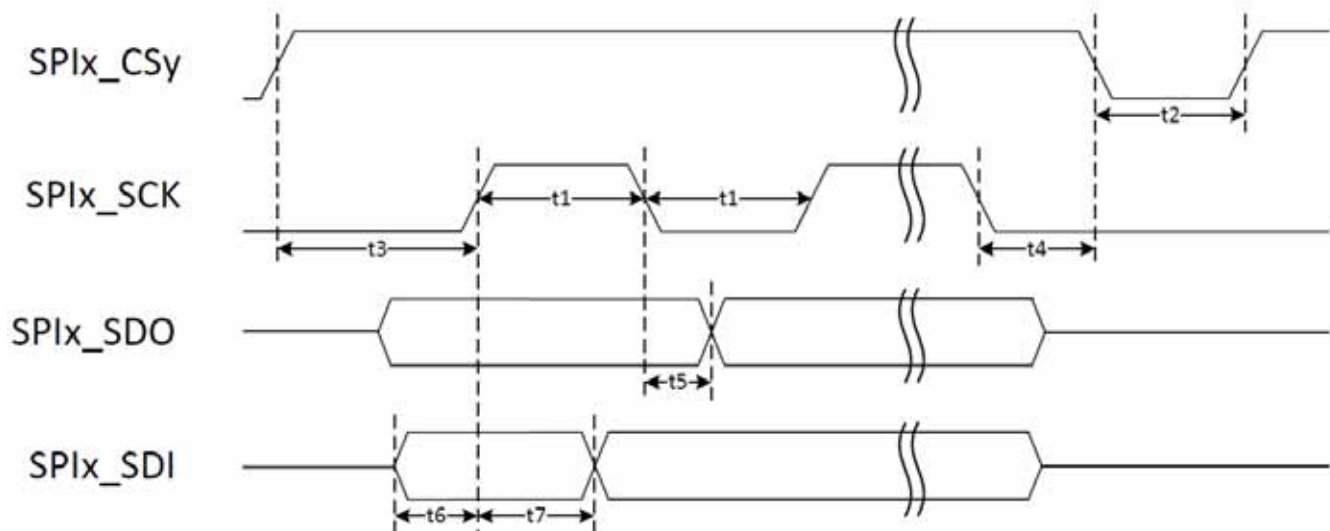 SPIx_CSy
t2
SPIx_SCK
t1
t1
t3
t4
SPIx_SDO
t5
SPIx_SDI
t6
t7